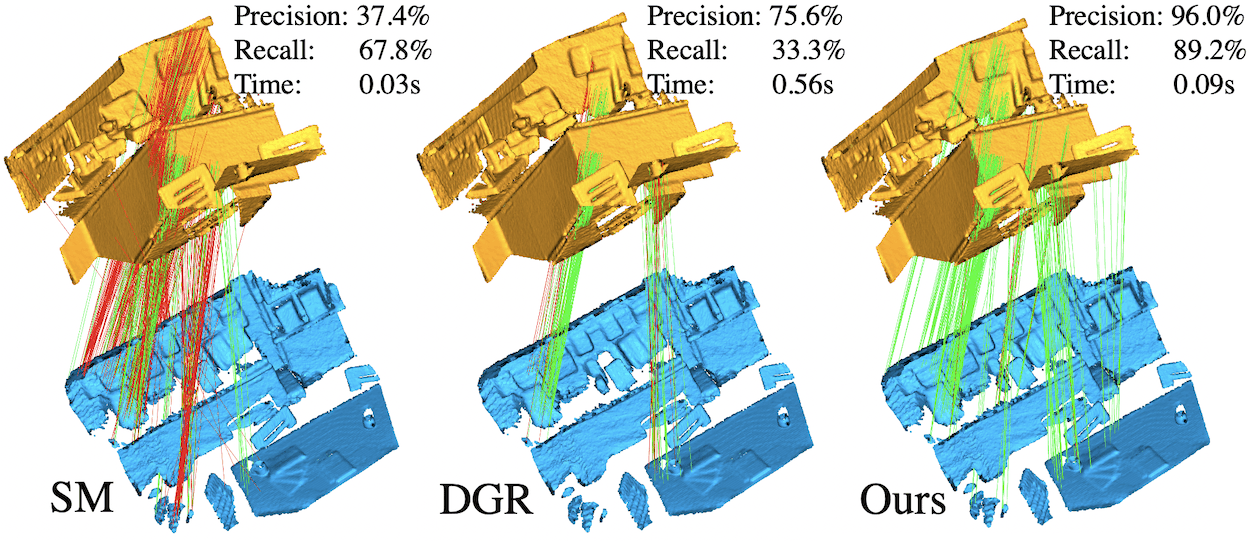 Precision: 37.4%
Recall: 67.8%
Time: 0.03s
Precision: 75.6%
Recall: 33.3%
Time: 0.56s
Precision: 96.0%
Recall: 89.2%
Time: 0.09s
SM
DGR
Ours